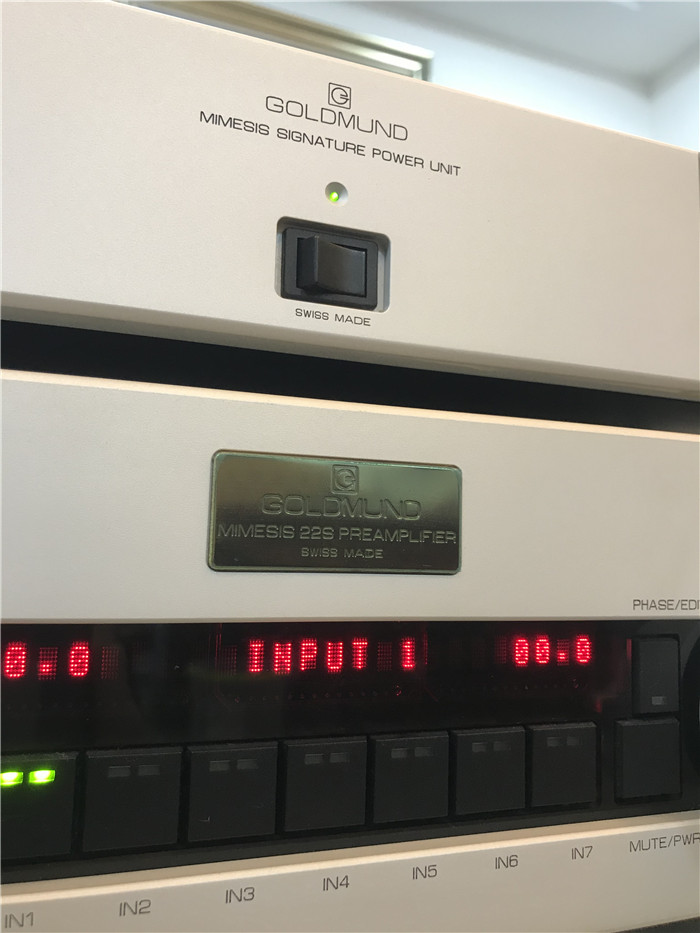 GOLDMUND
MIMESIS SIGNATURE POWER UNIT
SWISS MADE
GOLDMUND
MIMESIS 22S PREAMPLIFIER
SWISS MADE
PHASE/EDI
0.0 INPUT 1 00.0
IN1 IN2 IN3 IN4 IN5 IN6 IN7 MUTE/PWR